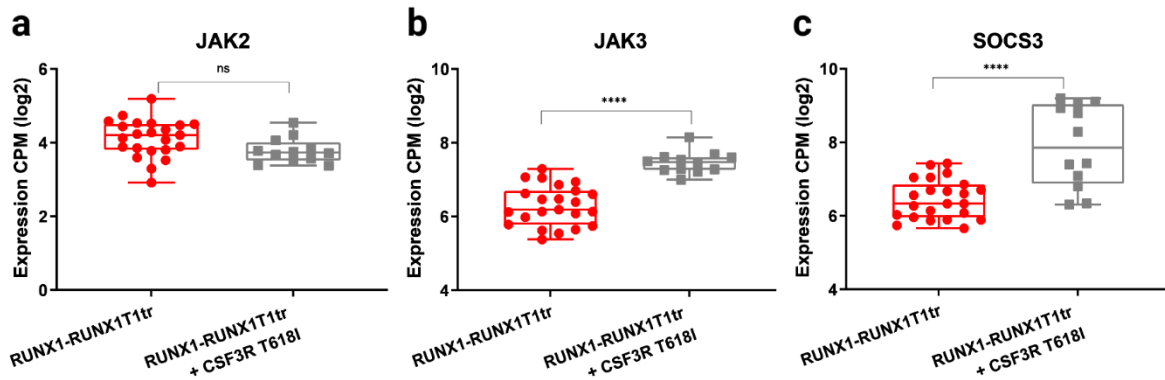 a
JAK2
Expression CPM (log2)
6
4
2
0
ns
RUNX1-RUNX1T1tr
RUNX1-RUNX1T1tr
+ CSF3R T618I
b
JAK3
Expression CPM (log2)
10
8
6
4
****
RUNX1-RUNX1T1tr
RUNX1-RUNX1T1tr
+ CSF3R T618I
c
SOCS3
Expression CPM (log2)
10
8
6
4
****
RUNX1-RUNX1T1tr
RUNX1-RUNX1T1tr
+ CSF3R T618I